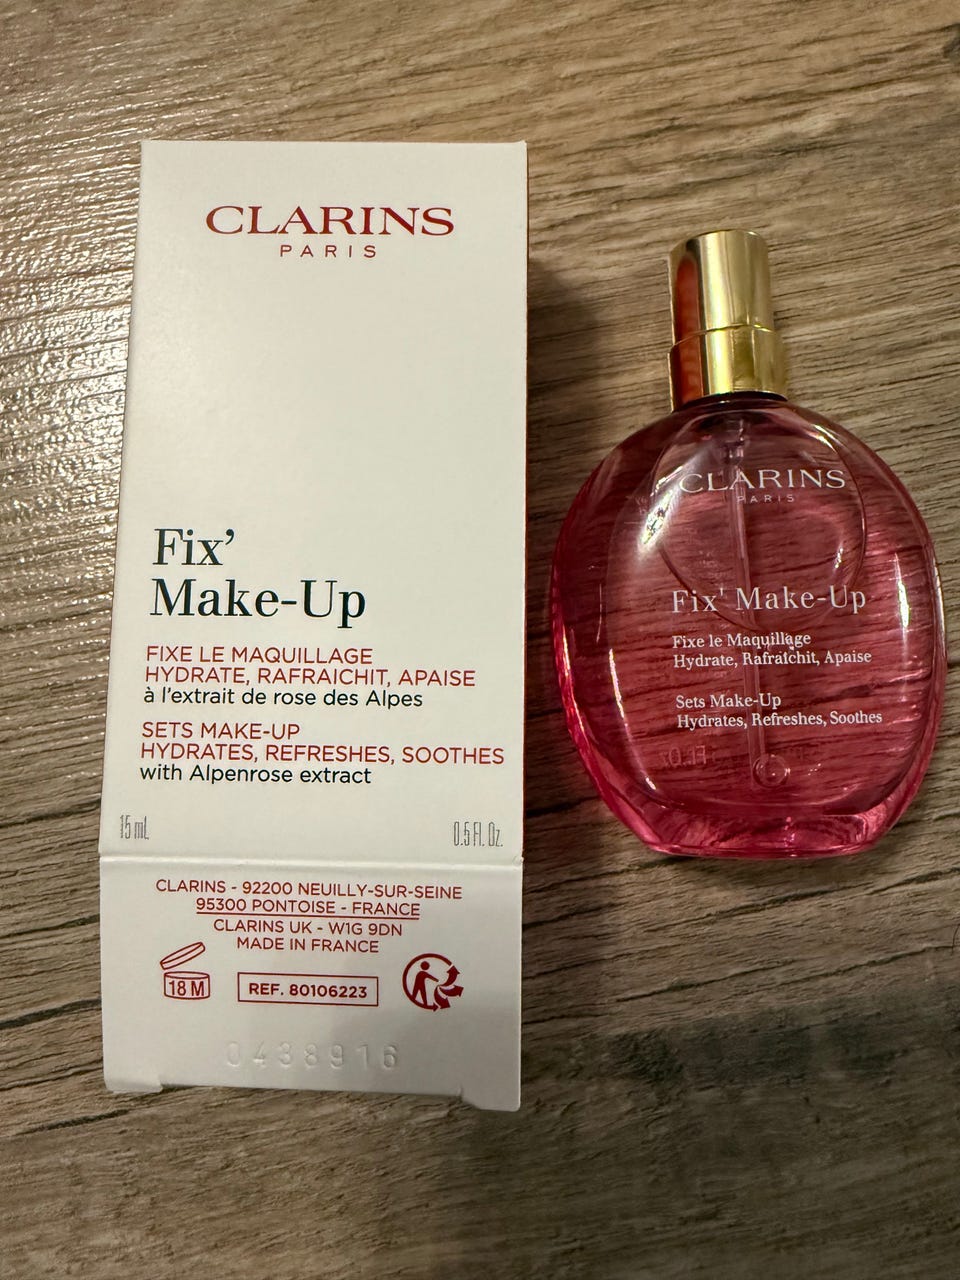 CLARINS
PARIS
Fix'
Make-Up
FIXE LE MAQUILLAGE
HYDRATE, RAFRAICHIT, APAISE
à l'extrait de rose des Alpes
SETS MAKE-UP
HYDRATES, REFRESHES, SOOTHES
with Alpenrose extract
15 mL 0.5 Fl. Oz.
CLARINS - 92200 NEUILLY-SUR-SEINE
95300 PONTOISE - FRANCE
CLARINS UK - W1G 9DN
MADE IN FRANCE
18 M
REF. 80106223
0438916
CLARINS
PARIS
Fix' Make-Up
Fixe le Maquillage
Hydrate, Rafraîchit, Apaise
Sets Make-Up
Hydrates, Refreshes, Soothes